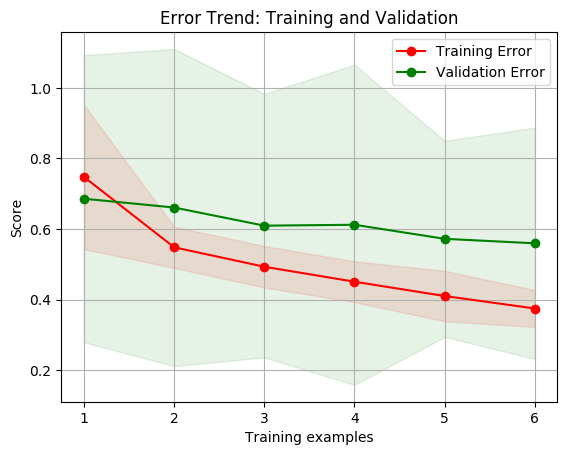 Error Trend: Training and Validation
Training Error
Validation Error
1.0
0.8
0.6
0.4
0.2
Score
1 2 3 4 5 6
Training examples